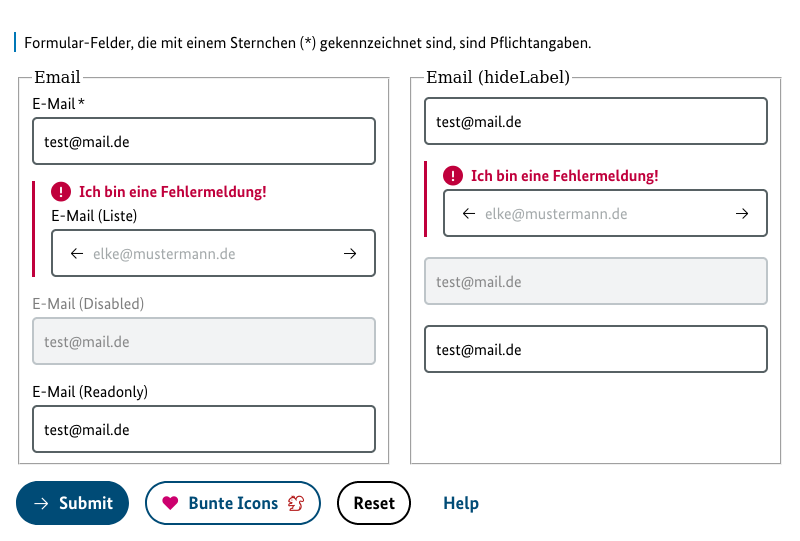 Formular-Felder, die mit einem Sternchen (*) gekennzeichnet sind, sind Pflichtangaben.
Email
E-Mail *
test@mail.de
Ich bin eine Fehlermeldung!
E-Mail (Liste)
elke@mustermann.de
E-Mail (Disabled)
test@mail.de
E-Mail (Readonly)
test@mail.de
Email (hideLabel)
test@mail.de
Ich bin eine Fehlermeldung!
elke@mustermann.de
test@mail.de
test@mail.de
Submit
Bunte Icons
Reset
Help